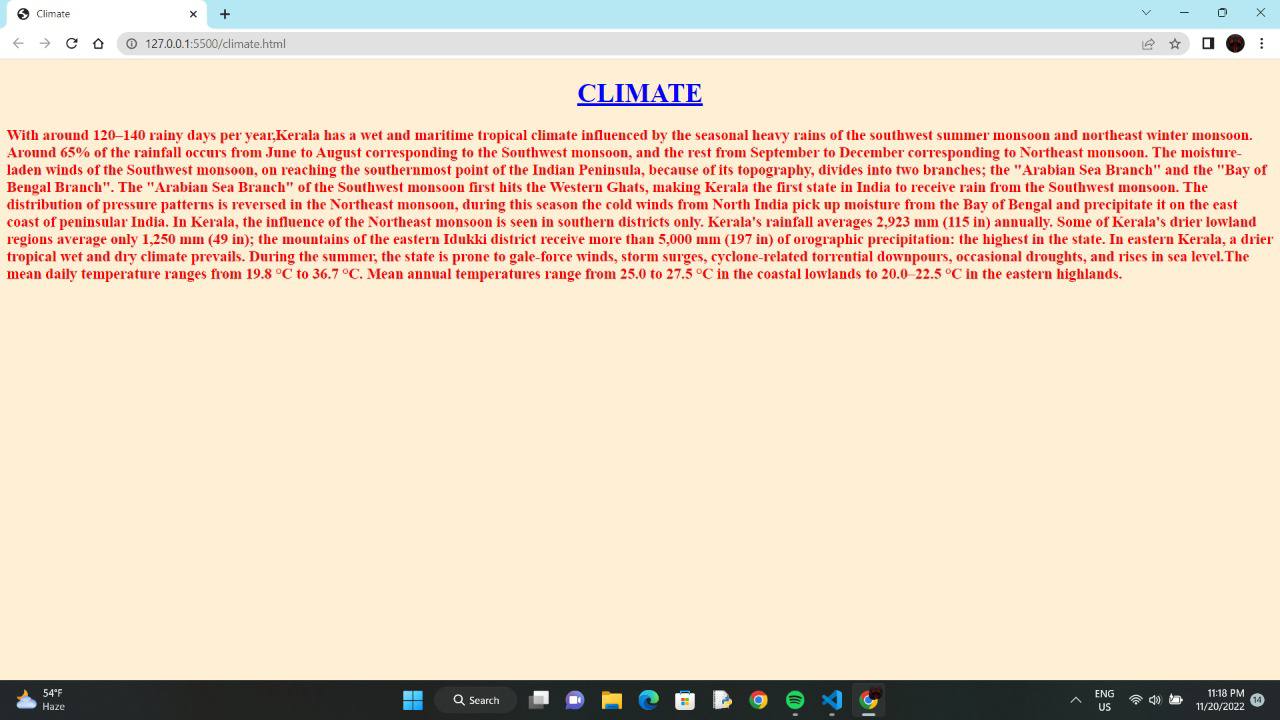 Climate
127.0.0.1:5500/climate.html
CLIMATE
With around 120–140 rainy days per year,Kerala has a wet and maritime tropical climate influenced by the seasonal heavy rains of the southwest summer monsoon and northeast winter monsoon.
Around 65% of the rainfall occurs from June to August corresponding to the Southwest monsoon, and the rest from September to December corresponding to Northeast monsoon. The moisture-
laden winds of the Southwest monsoon, on reaching the southernmost point of the Indian Peninsula, because of its topography, divides into two branches; the "Arabian Sea Branch" and the "Bay of
Bengal Branch". The "Arabian Sea Branch" of the Southwest monsoon first hits the Western Ghats, making Kerala the first state in India to receive rain from the Southwest monsoon. The
distribution of pressure patterns is reversed in the Northeast monsoon, during this season the cold winds from North India pick up moisture from the Bay of Bengal and precipitate it on the east
coast of peninsular India. In Kerala, the influence of the Northeast monsoon is seen in southern districts only. Kerala's rainfall averages 2,923 mm (115 in) annually. Some of Kerala's drier lowland
regions average only 1,250 mm (49 in); the mountains of the eastern Idukki district receive more than 5,000 mm (197 in) of orographic precipitation: the highest in the state. In eastern Kerala, a drier
tropical wet and dry climate prevails. During the summer, the state is prone to gale-force winds, storm surges, cyclone-related torrential downpours, occasional droughts, and rises in sea level.The
mean daily temperature ranges from 19.8 °C to 36.7 °C. Mean annual temperatures range from 25.0 to 27.5 °C in the coastal lowlands to 20.0–22.5 °C in the eastern highlands.
54°F
Haze
Search
ENG
US
11:18 PM
11/20/2022
14